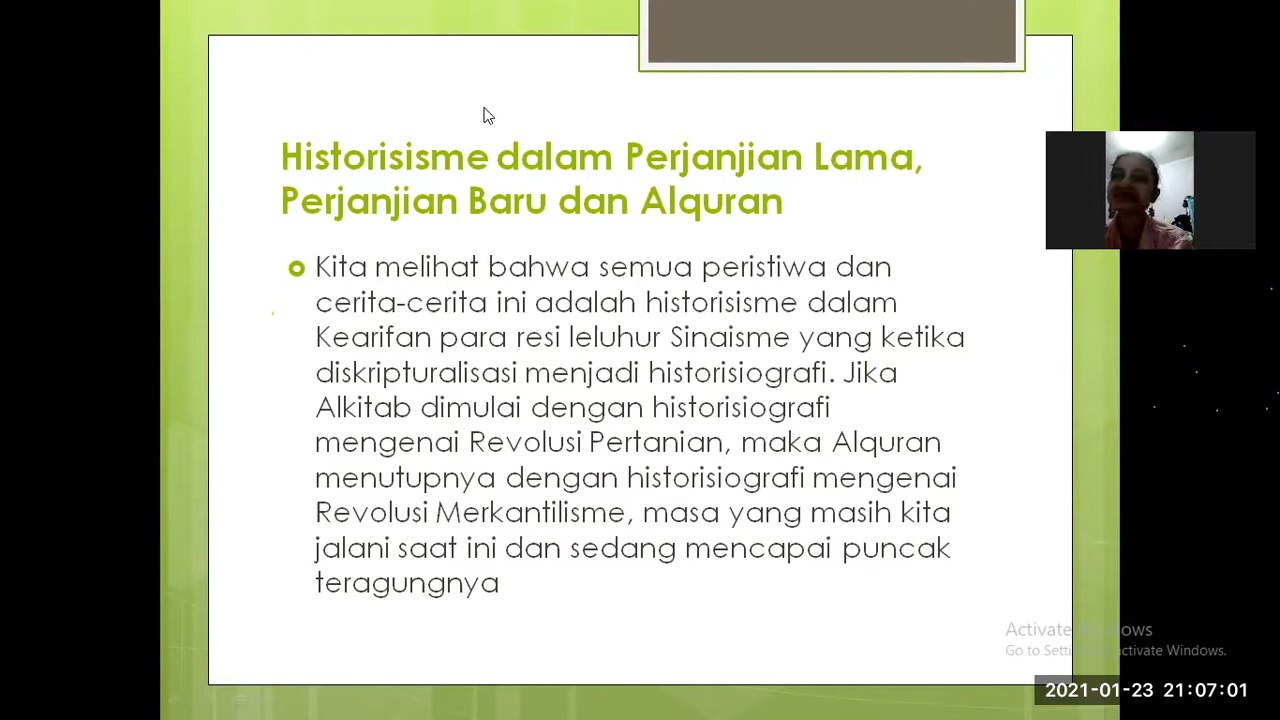 Historisisme dalam Perjanjian Lama,
Perjanjian Baru dan Alquran
Kita melihat bahwa semua peristiwa dan
cerita-cerita ini adalah historisisme dalam
Kearifan para resi leluhur Sinaisme yang ketika
diskripturalisasi menjadi historisiografi. Jika
Alkitab dimulai dengan historisiografi
mengenai Revolusi Pertanian, maka Alquran
menutupnya dengan historisiografi mengenai
Revolusi Merkantilisme, masa yang masih kita
jalani saat ini dan sedang mencapai puncak
teragungnya
Activate Windows
Go to Settings to activate Windows.
2021-01-23 21:07:01